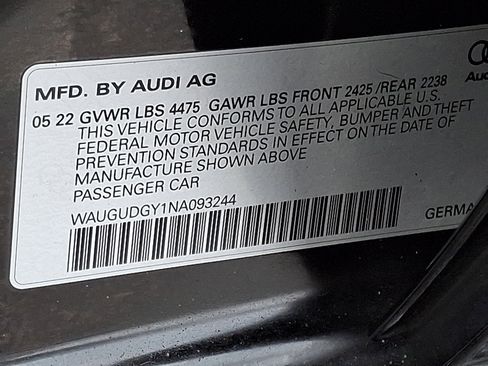 MFD. BY AUDI AG
Audi
05 22 GVWR LBS 4475 GAWR LBS FRONT 2425 /REAR 2238
THIS VEHICLE CONFORMS TO ALL APPLICABLE U.S.
FEDERAL MOTOR VEHICLE SAFETY, BUMPER AND THEFT
PREVENTION STANDARDS IN EFFECT ON THE DATE OF
MANUFACTURE SHOWN ABOVE
PASSENGER CAR
WAUGUDGY1NA093244
GERMA